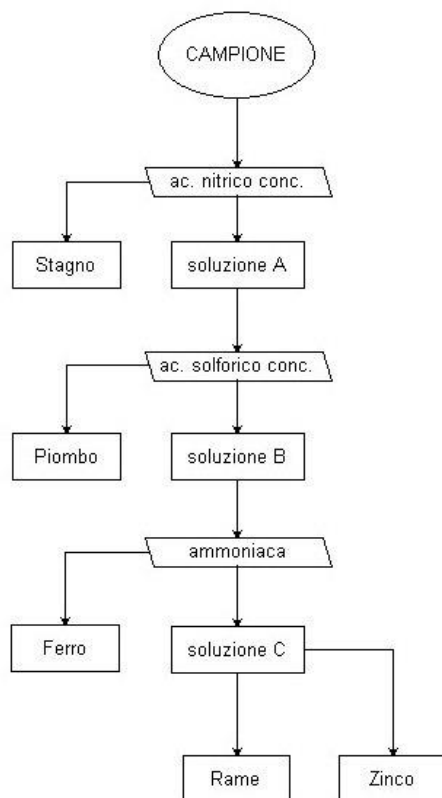 CAMPIONE
ac. nitrico conc.
Stagno
soluzione A
ac. solforico conc.
Piombo
soluzione B
ammoniaca
Ferro
soluzione C
Rame
Zinco